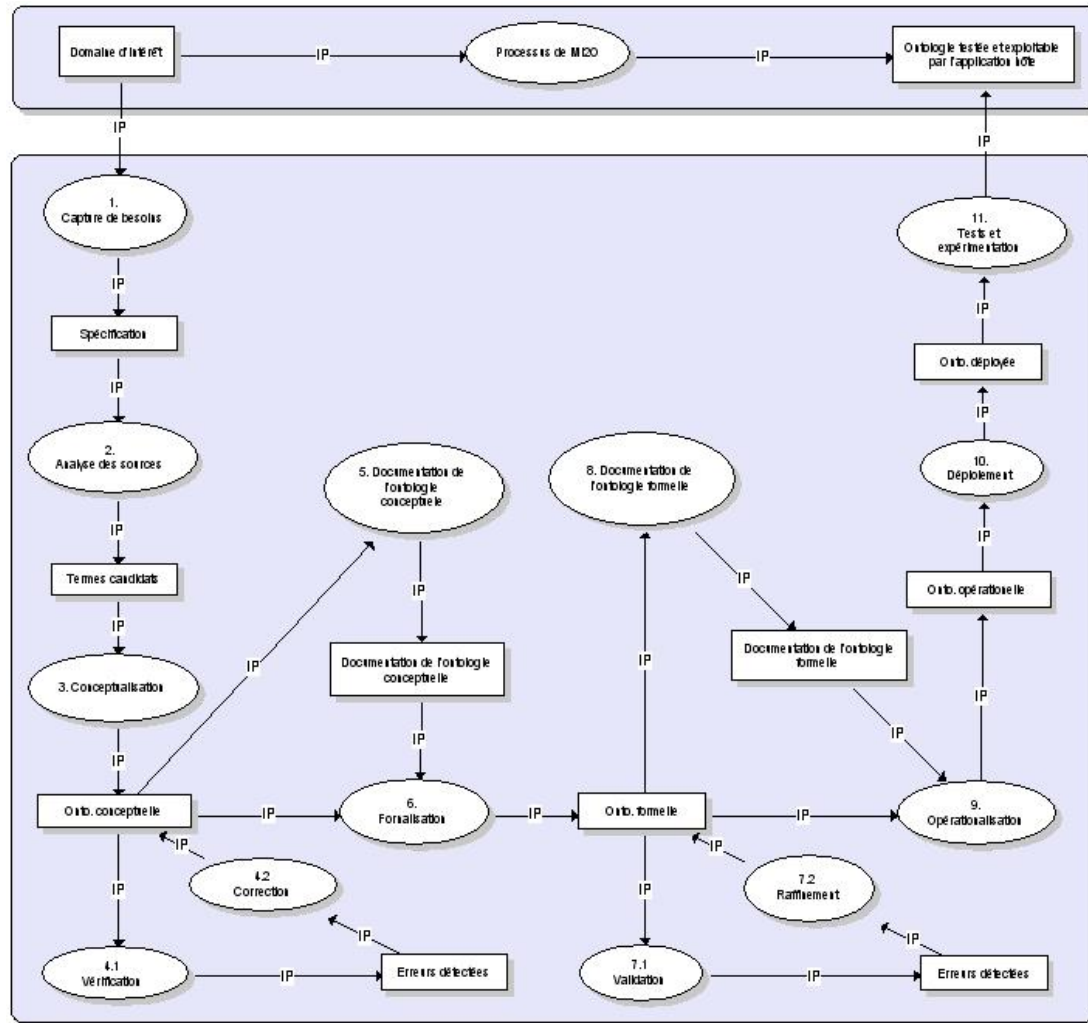 Domaine d'intérêt
IP
Processus de MI2O
IP
Ontologie testée et exploitable
par l'application hôte
IP
IP
1.
Capture de besoins
11.
Tests et
expérimentation
IP
IP
Spécification
Onto. déployée
IP
IP
2.
Analyse des sources
5. Documentation de
l'ontologie
conceptuelle
8. Documentation de
l'ontologie formelle
10.
Déploiement
IP
IP
IP
IP
Termes candidats
Onto. opérationelle
IP
Documentation de l'ontologie
conceptuelle
Documentation de l'ontologie
formelle
IP
IP
IP
3. Conceptualisation
IP
IP
IP
IP
Onto. conceptuelle
IP
6.
Formalisation
IP
Onto. formelle
IP
9.
Opérationalisation
IP
IP
4.2
Correction
7.2
Raffinement
IP
IP
IP
IP
4.1
Vérification
IP
Erreurs détectées
7.1
Validation
IP
Erreurs détectées